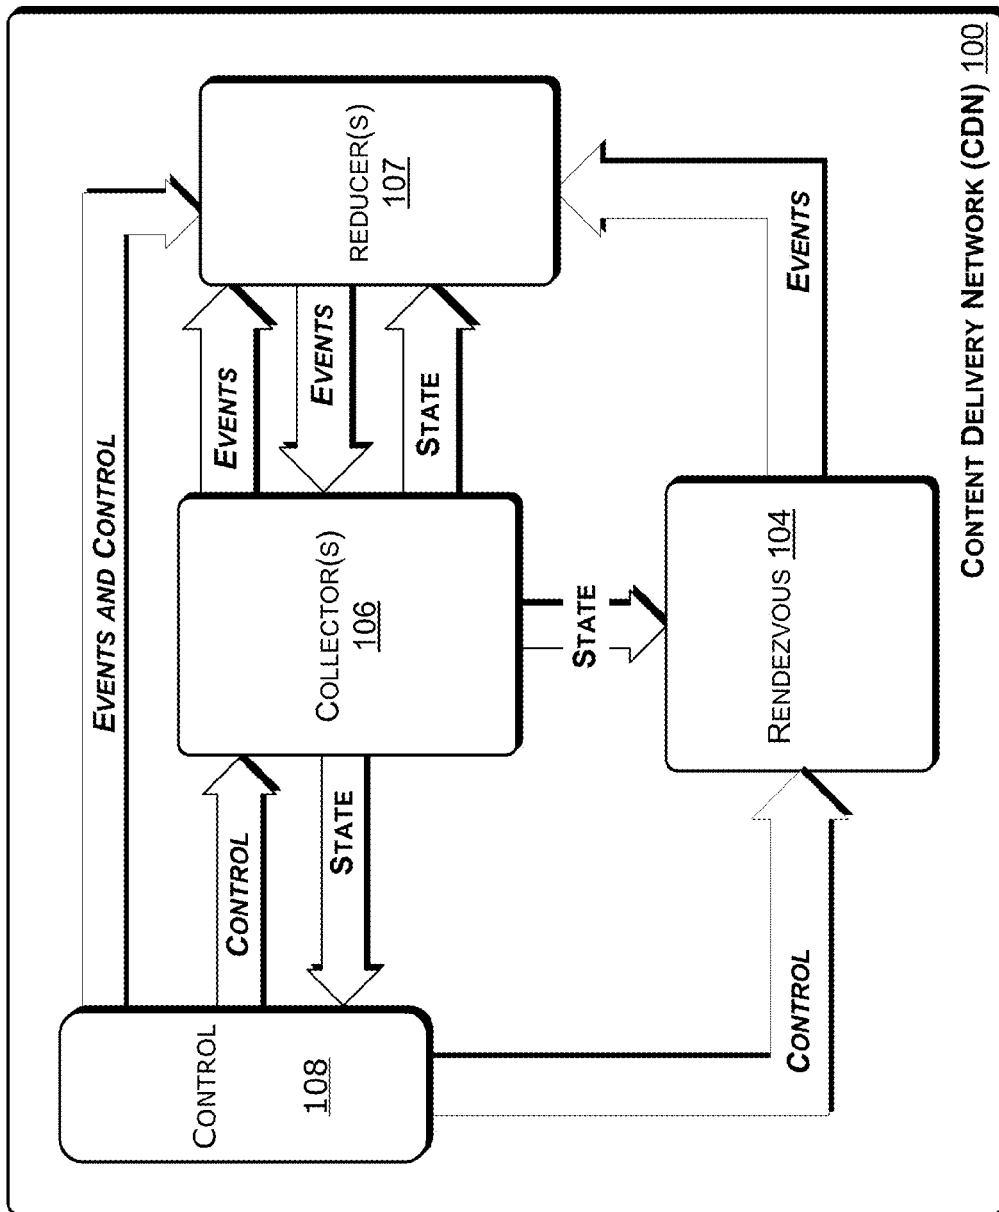 EVENTS AND CONTROL
CONTROL
108
CONTROL
STATE
COLLECTOR(S)
106
EVENTS
EVENTS
STATE
REDUCER(S)
107
STATE
CONTROL
RENDEZVOUS 104
EVENTS
CONTENT DELIVERY NETWORK (CDN) 100